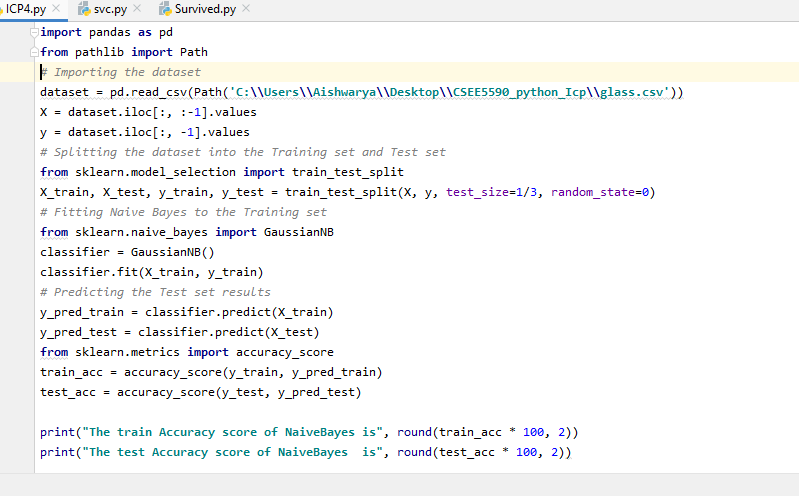 ICP4.py svc.py Survived.py
import pandas as pd
from pathlib import Path
# Importing the dataset
dataset = pd.read_csv(Path('C:\\Users\\Aishwarya\\Desktop\\CSEE5590_python_Icp\\glass.csv'))
X = dataset.iloc[:, :-1].values
y = dataset.iloc[:, -1].values
# Splitting the dataset into the Training set and Test set
from sklearn.model_selection import train_test_split
X_train, X_test, y_train, y_test = train_test_split(X, y, test_size=1/3, random_state=0)
# Fitting Naive Bayes to the Training set
from sklearn.naive_bayes import GaussianNB
classifier = GaussianNB()
classifier.fit(X_train, y_train)
# Predicting the Test set results
y_pred_train = classifier.predict(X_train)
y_pred_test = classifier.predict(X_test)
from sklearn.metrics import accuracy_score
train_acc = accuracy_score(y_train, y_pred_train)
test_acc = accuracy_score(y_test, y_pred_test)
print("The train Accuracy score of NaiveBayes is", round(train_acc * 100, 2))
print("The test Accuracy score of NaiveBayes  is", round(test_acc * 100, 2))